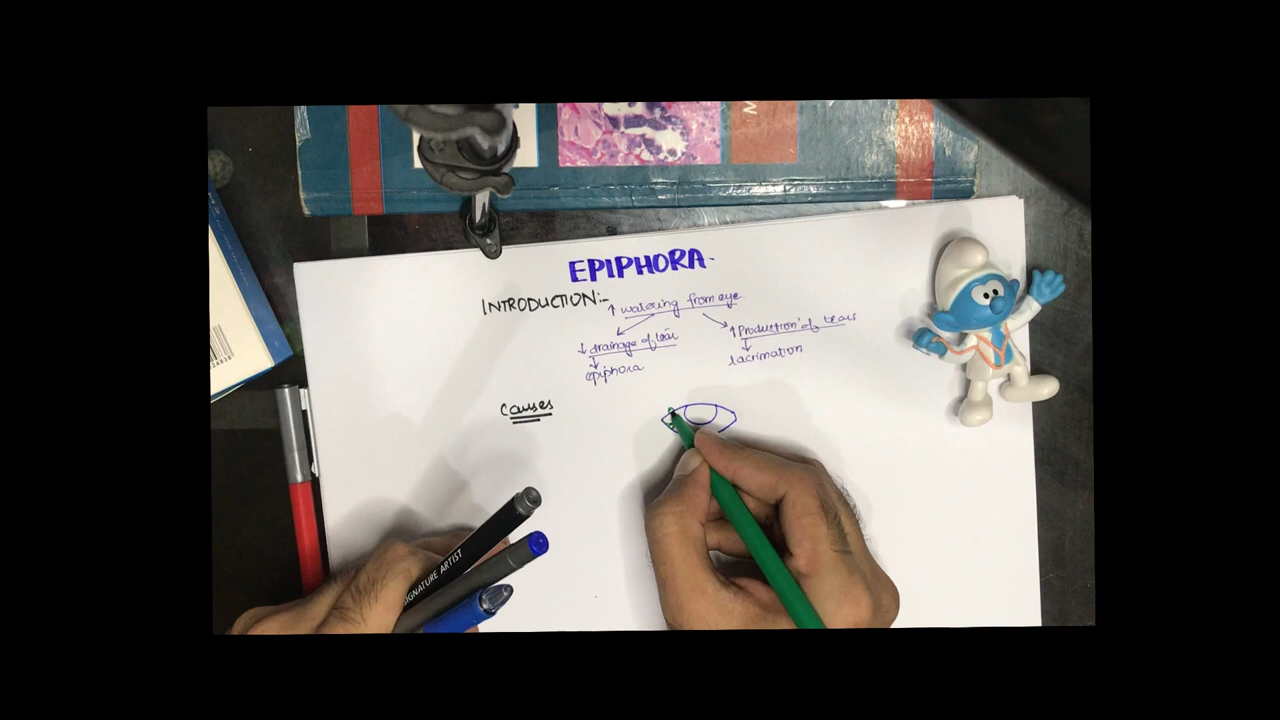 EPIPHORA
INTRODUCTION:-
↑ watering from eye
↓ drainage of tear
↑ Production of tears
epiphora
lacrimation
Causes
SIGNATURE ARTIST
M